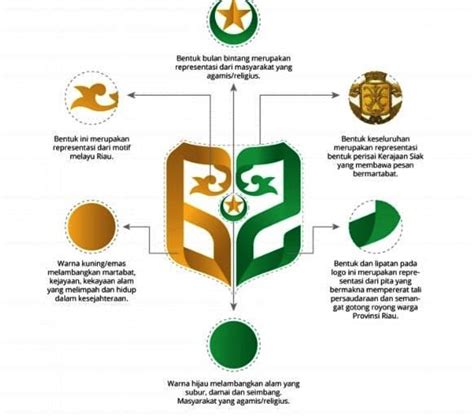 Bentuk bulan bintang merupakan
representasi dari masyarakat yang
agamis/religius.
Bentuk ini merupakan
representasi dari motif
melayu Riau.
Bentuk keseluruhan
merupakan representasi
bentuk perisai Kerajaan Siak
yang membawa pesan
bermartabat.
Warna kuning/emas
melambangkan martabat,
kejayaan, kekayaan alam
yang melimpah dan hidup
dalam kesejahteraan.
Bentuk dan lipatan pada
logo ini merupakan repre-
sentasi dari pita yang
bermakna mempererat tali
persaudaraan dan seman-
gat gotong royong warga
Provinsi Riau.
Warna hijau melambangkan alam yang
subur, damai dan seimbang.
Masyarakat yang agamis/religius.